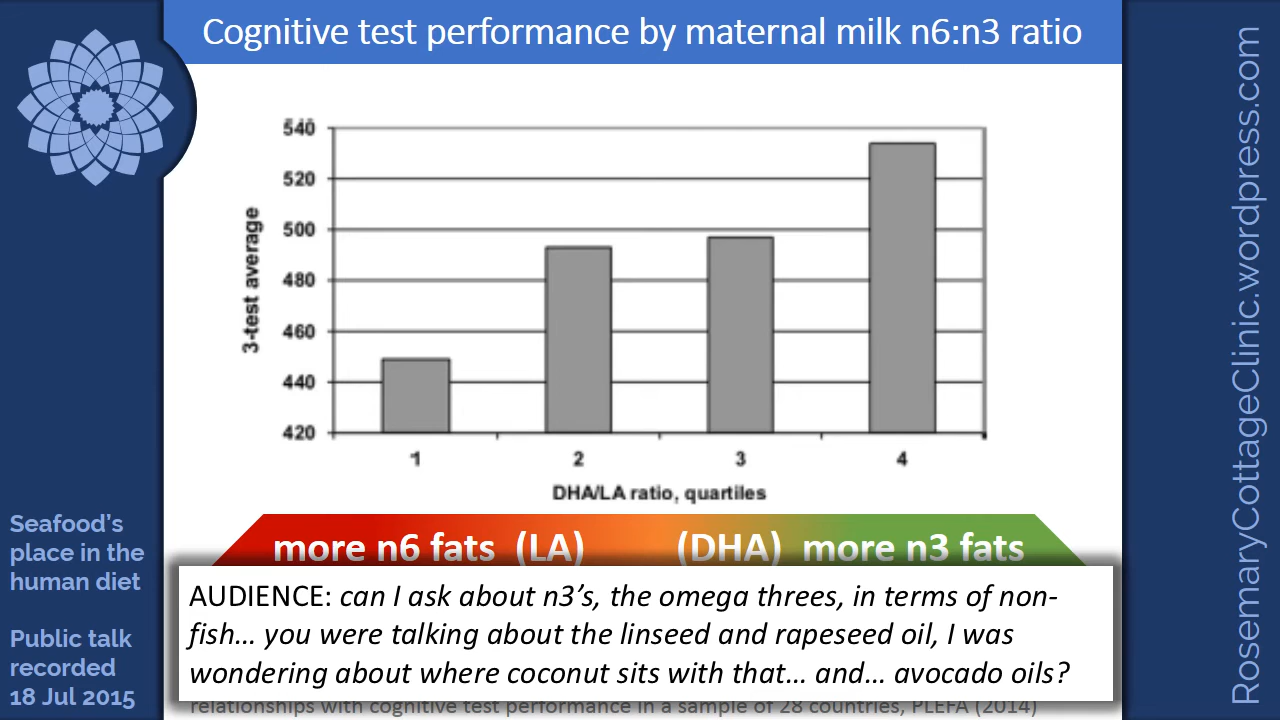 Cognitive test performance by maternal milk n6:n3 ratio
540
520
500
480
460
440
420
3-test average
1 2 3 4
DHA/LA ratio, quartiles
more n6 fats (LA) (DHA) more n3 fats
AUDIENCE: can I ask about n3’s, the omega threes, in terms of non-
fish… you were talking about the linseed and rapeseed oil, I was
wondering about where coconut sits with that… and… avocado oils?
relationships with cognitive test performance in a sample of 28 countries, PLEFA (2014)
Seafood’s
place in the
human diet
Public talk
recorded
18 Jul 2015
RosemaryCottageClinic.wordpress.com